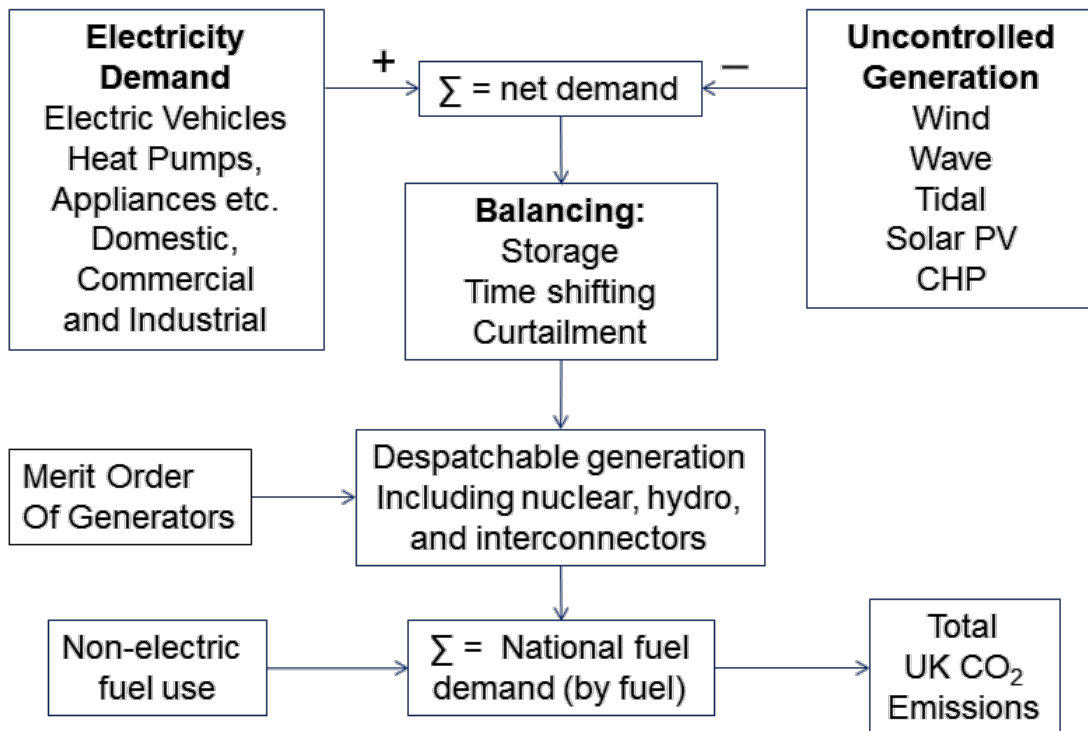 Electricity
Demand
Electric Vehicles
Heat Pumps,
Appliances etc.
Domestic,
Commercial
and Industrial
+
∑ = net demand
–
Uncontrolled
Generation
Wind
Wave
Tidal
Solar PV
CHP
Balancing:
Storage
Time shifting
Curtailment
Merit Order
Of Generators
Despatchable generation
Including nuclear, hydro,
and interconnectors
Non-electric
fuel use
∑ = National fuel
demand (by fuel)
Total
UK CO₂
Emissions